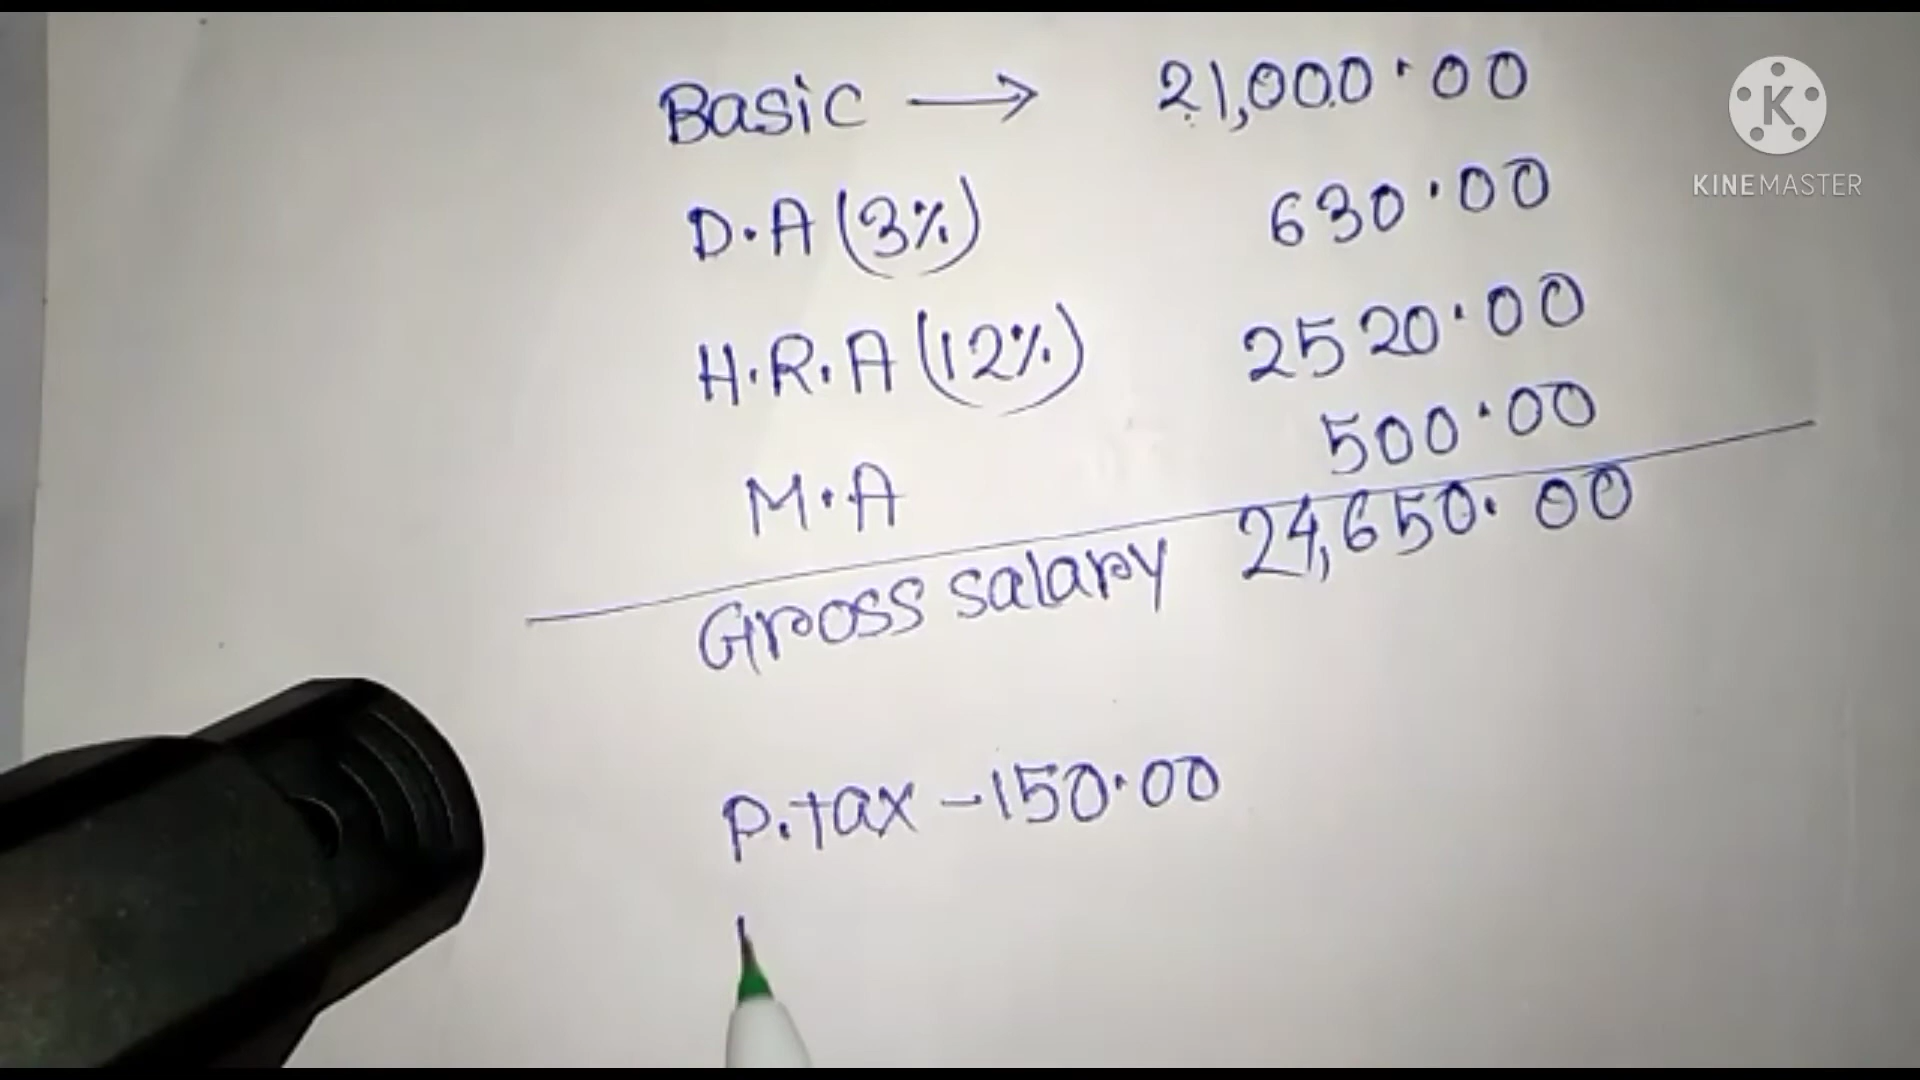 Basic → 21,000.00
D.A (3%) 630.00
H.R.A (12%) 2520.00
M.A 500.00
Gross salary 24,650.00
P.tax - 150.00
K
KINEMASTER